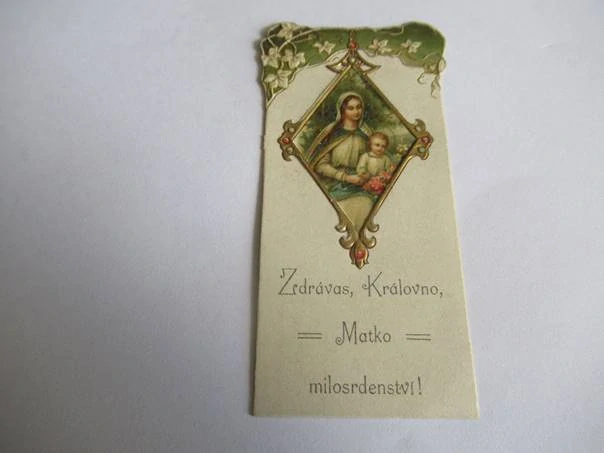 Zdrávas, Královno,
= Matko =
milosrdenství!